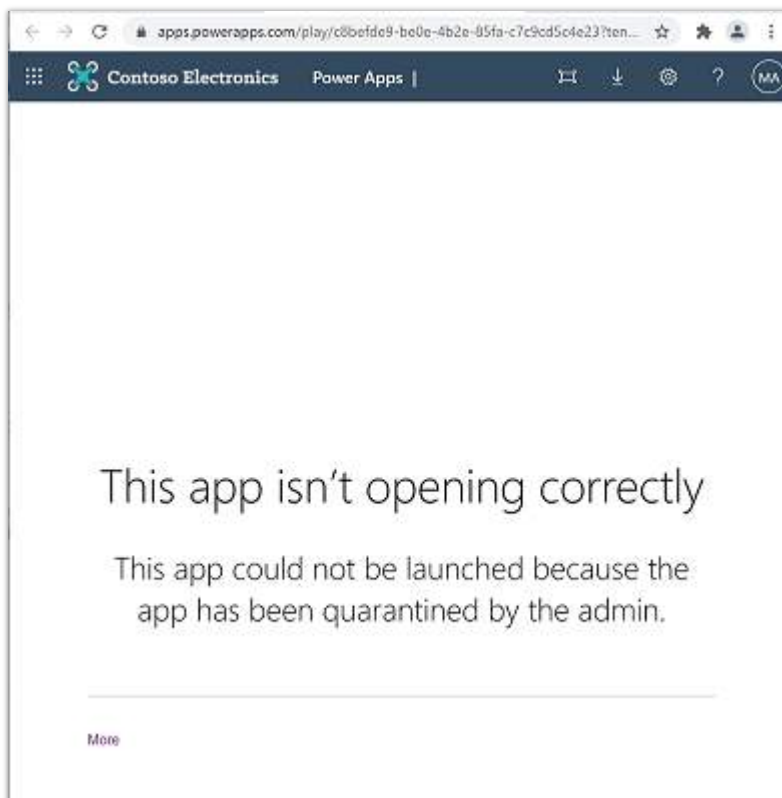 apps.powerapps.com/play/c8befde9-be0e-4b2e-85fa-c7c9cd5c4e23?ten...
Contoso Electronics Power Apps |
? MA
This app isn't opening correctly
This app could not be launched because the
app has been quarantined by the admin.
More